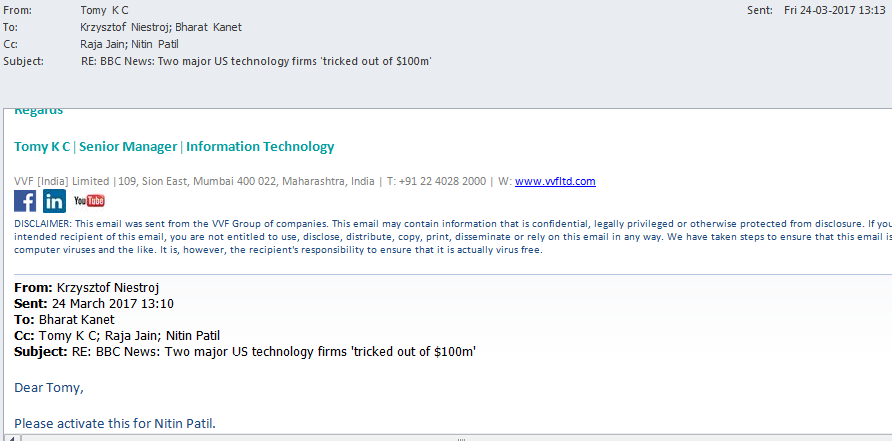 From: Tomy K C Sent: Fri 24-03-2017 13:13
To: Krzysztof Niestroj; Bharat Kanet
Cc: Raja Jain; Nitin Patil
Subject: RE: BBC News: Two major US technology firms 'tricked out of $100m'
Regards
Tomy K C | Senior Manager | Information Technology
VVF [India] Limited |109, Sion East, Mumbai 400 022, Maharashtra, India | T: +91 22 4028 2000 | W: www.vvfltd.com
f in YouTube
DISCLAIMER: This email was sent from the VVF Group of companies. This email may contain information that is confidential, legally privileged or otherwise protected from disclosure. If you
intended recipient of this email, you are not entitled to use, disclose, distribute, copy, print, disseminate or rely on this email in any way. We have taken steps to ensure that this email is
computer viruses and the like. It is, however, the recipient's responsibility to ensure that it is actually virus free.
From: Krzysztof Niestroj
Sent: 24 March 2017 13:10
To: Bharat Kanet
Cc: Tomy K C; Raja Jain; Nitin Patil
Subject: RE: BBC News: Two major US technology firms 'tricked out of $100m'
Dear Tomy,
Please activate this for Nitin Patil.